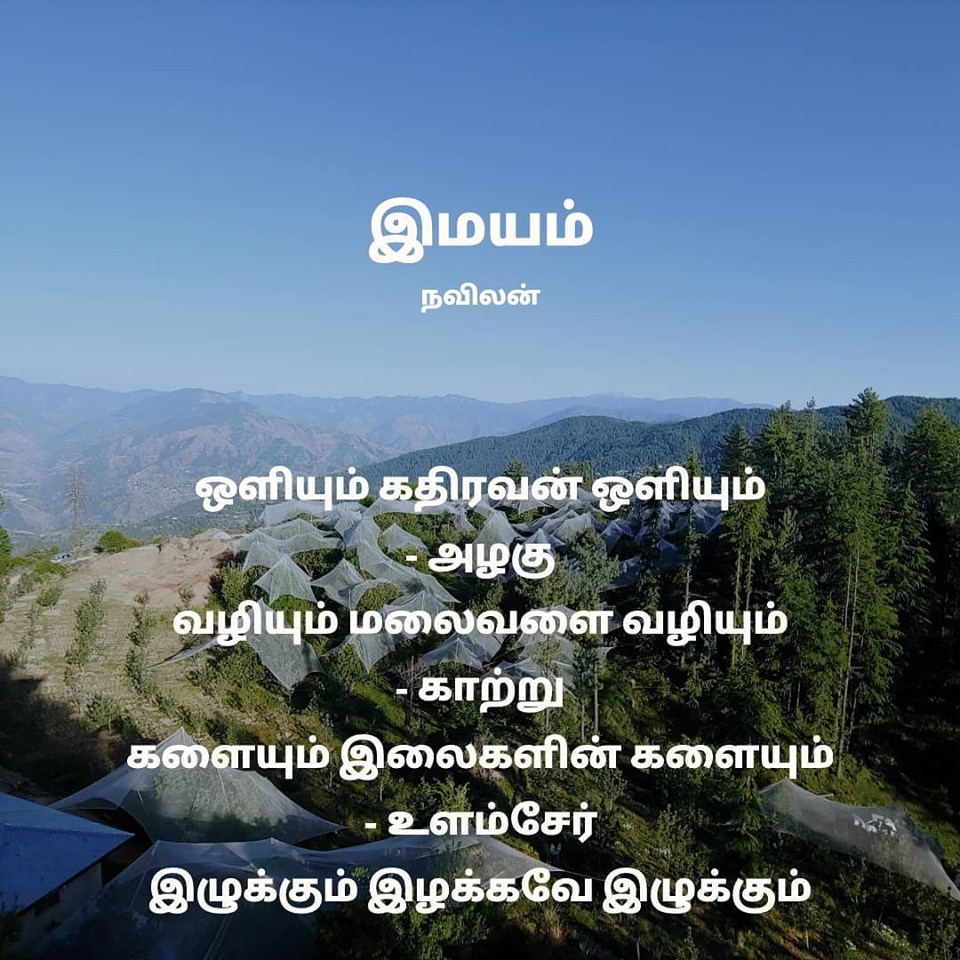 இமயம்
நவிலன்
ஒளியும் கதிரவன் ஒளியும்
- அழகு
வழியும் மலைவளை வழியும்
- காற்று
களையும் இலைகளின் களையும்
- உளம்சேர்
இழுக்கும் இழக்கவே இழுக்கும்